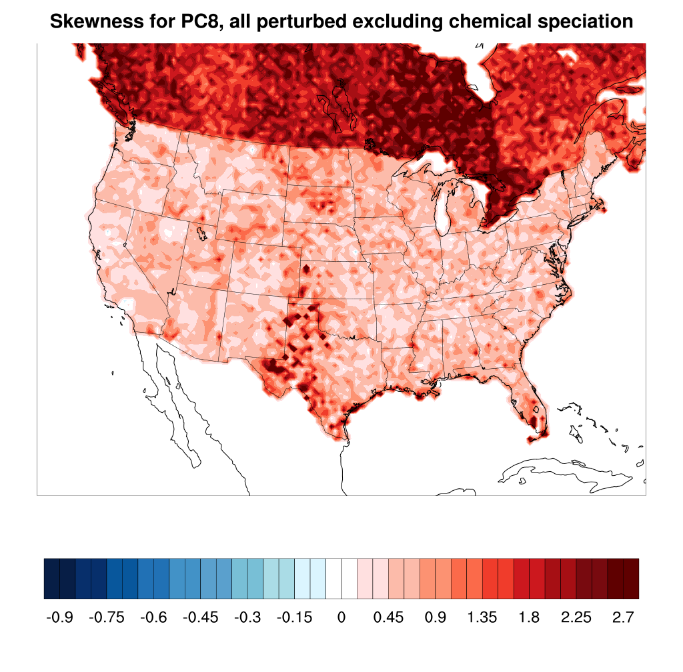 Skewness for PC8, all perturbed excluding chemical speciation
-0.9 -0.75 -0.6 -0.45 -0.3 -0.15 0 0.45 0.9 1.35 1.8 2.25 2.7